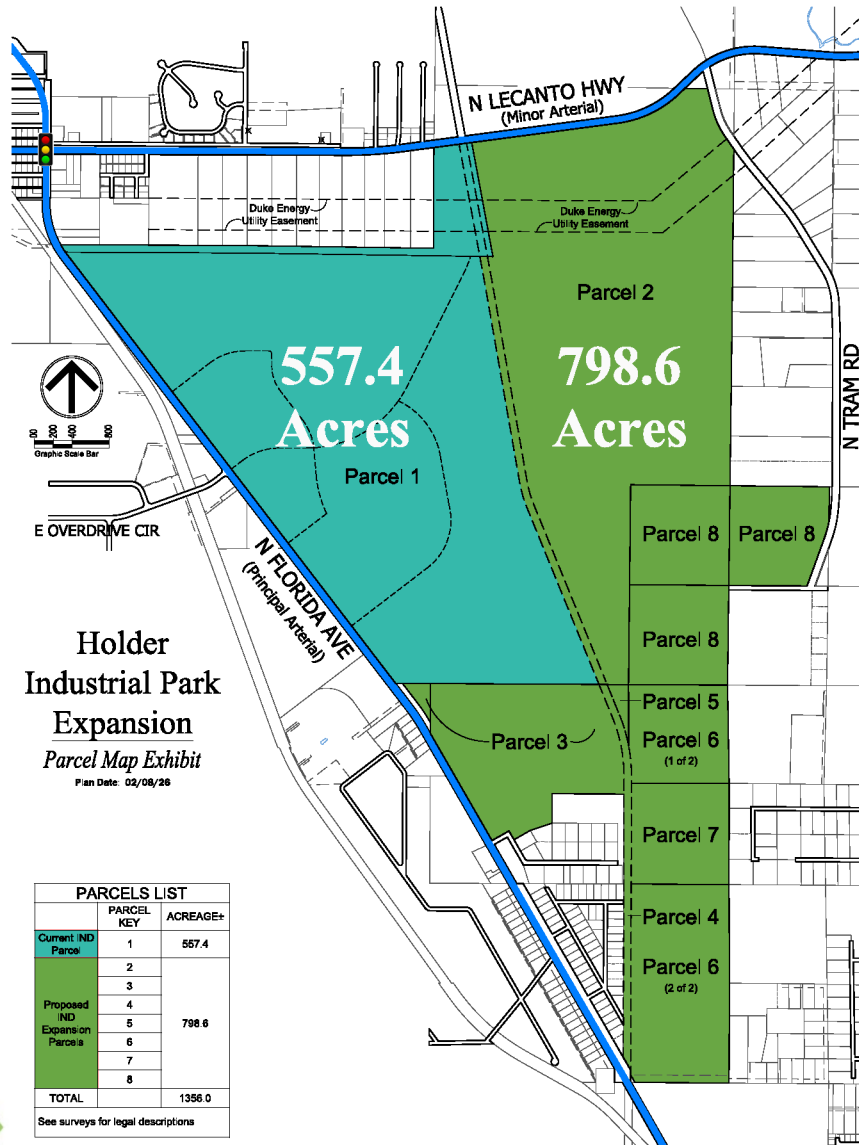 N LECANTO HWY
(Minor Arterial)
Duke Energy
Utility Easement
Duke Energy
Utility Easement
Parcel 2
557.4
Acres
798.6
Acres
N TRAM RD
00 200 400 800
Graphic Scale Bar
Parcel 1
E OVERDRIVE CIR
Parcel 8
Parcel 8
N FLORIDA AVE
(Principal Arterial)
Parcel 8
Holder
Industrial Park
Expansion
Parcel Map Exhibit
Plan Date: 02/08/26
Parcel 5
Parcel 3
Parcel 6
(1 of 2)
Parcel 7
Parcel 4
Parcel 6
(2 of 2)
PARCELS LIST
PARCEL KEY ACREAGE±
Current IND Parcel 1 557.4
Proposed IND Expansion Parcels 798.6
2
3
4
5
6
7
8
TOTAL 1356.0
See surveys for legal descriptions